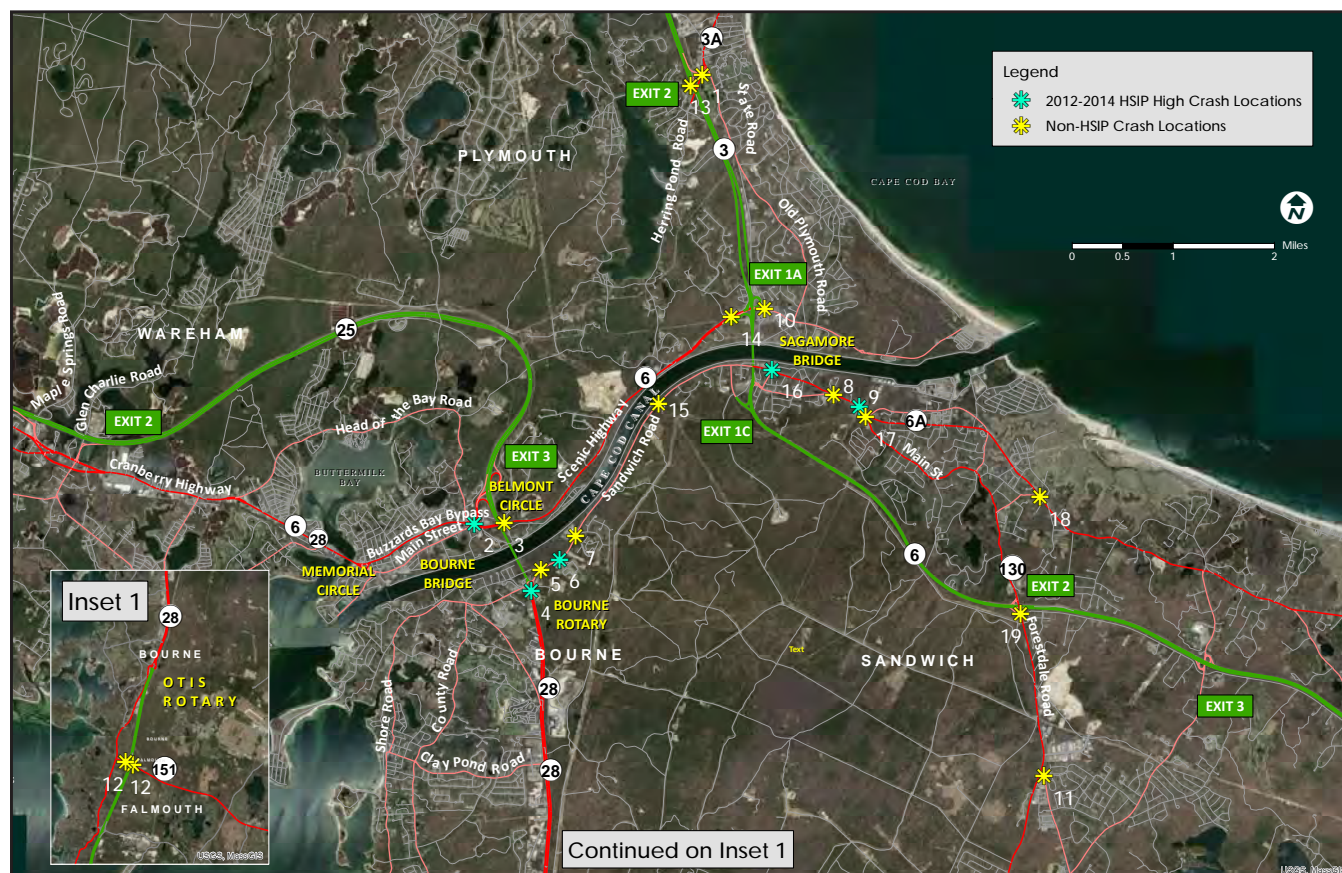 3A
EXIT 2
1
13
State Road
Legend
2012-2014 HSIP High Crash Locations
Non-HSIP Crash Locations
PLYMOUTH
3
Herring Pond Road
CAPE COD BAY
N
Old Plymouth Road
Miles
0 0.5 1 2
EXIT 1A
10
14
SAGAMORE
BRIDGE
WAREHAM
25
Maple Springs Road
Glen Charlie Road
EXIT 2
Head of the Bay Road
6
15
16
8
9
6A
17
EXIT 1C
Main St
Cranberry Highway
BUTTERMILK
BAY
EXIT 3
BELMONT
CIRCLE
Scenic Highway
CAPE COD CANAL
Sandwich Road
18
6
28
Buzzards Bay Bypass
Main Street
2
3
MEMORIAL
CIRCLE
BOURNE
BRIDGE
7
6
5
4
BOURNE
ROTARY
6
130
EXIT 2
19
Inset 1
28
BOURNE
OTIS
ROTARY
BOURNE
12
12
151
FALMOUTH
USGS, MassGIS
BOURNE
Text
SANDWICH
Forestdale Road
County Road
Shore Road
28
EXIT 3
Clay Pond Road
28
11
Continued on Inset 1